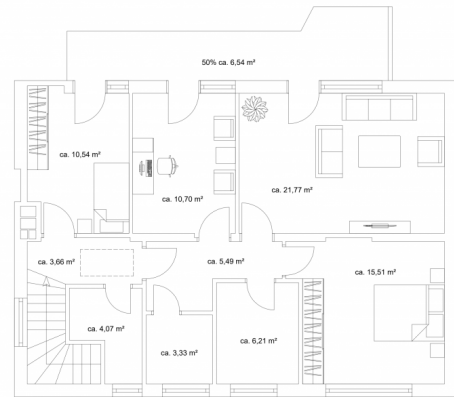 50% ca. 6,54 m²
ca. 10,54 m²
ca. 10,70 m²
ca. 21,77 m²
ca. 3,66 m²
ca. 5,49 m²
ca. 15,51 m²
ca. 4,07 m²
ca. 3,33 m²
ca. 6,21 m²